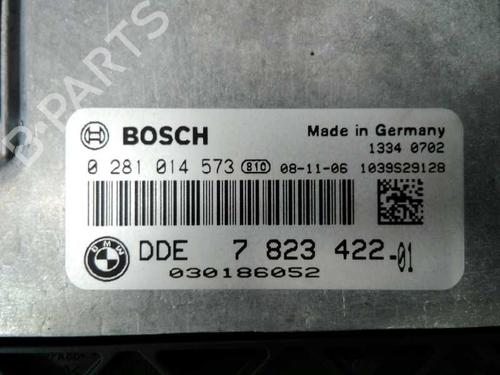 B-PARTS
BOSCH
Made in Germany
1334 0702
0 281 014 573 810 08-11-06 1039S29128
BMW DDE 7 823 422-01
030186052